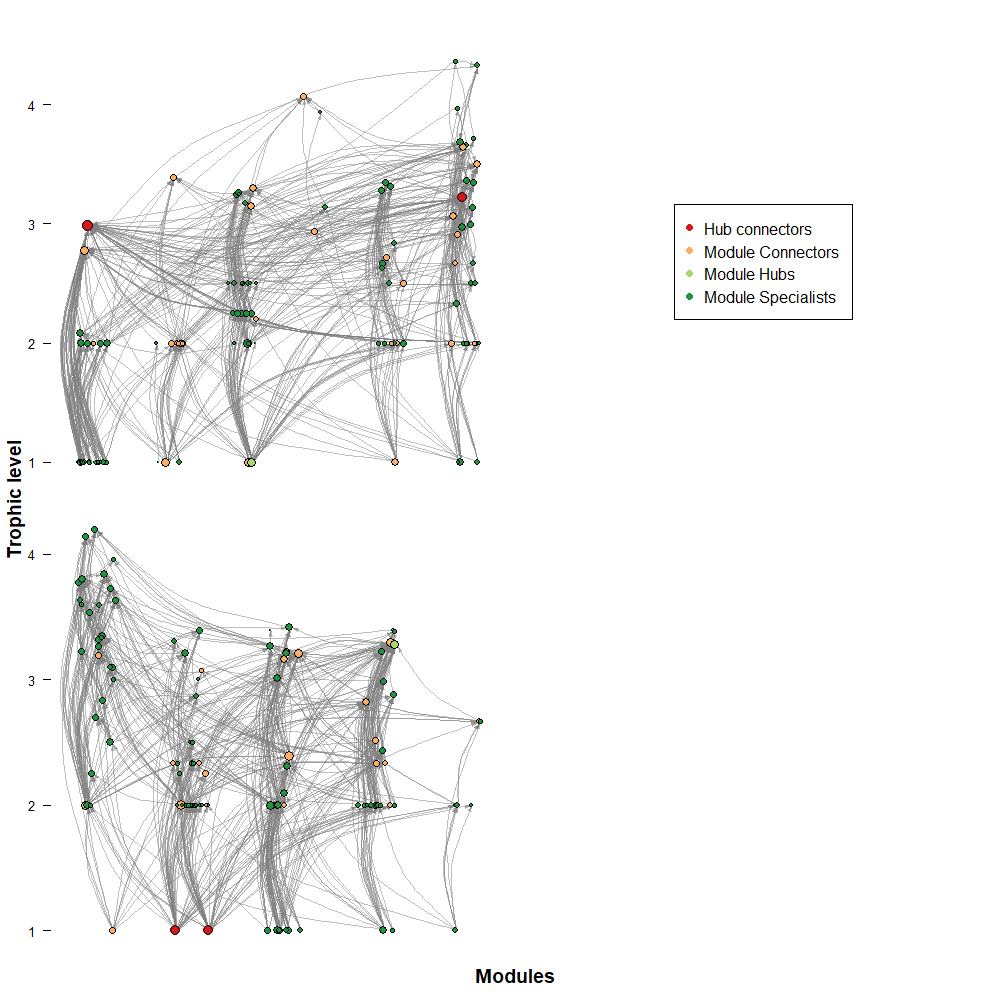 4
3
2
1
Trophic level
4
3
2
1
Modules
Hub connectors
Module Connectors
Module Hubs
Module Specialists